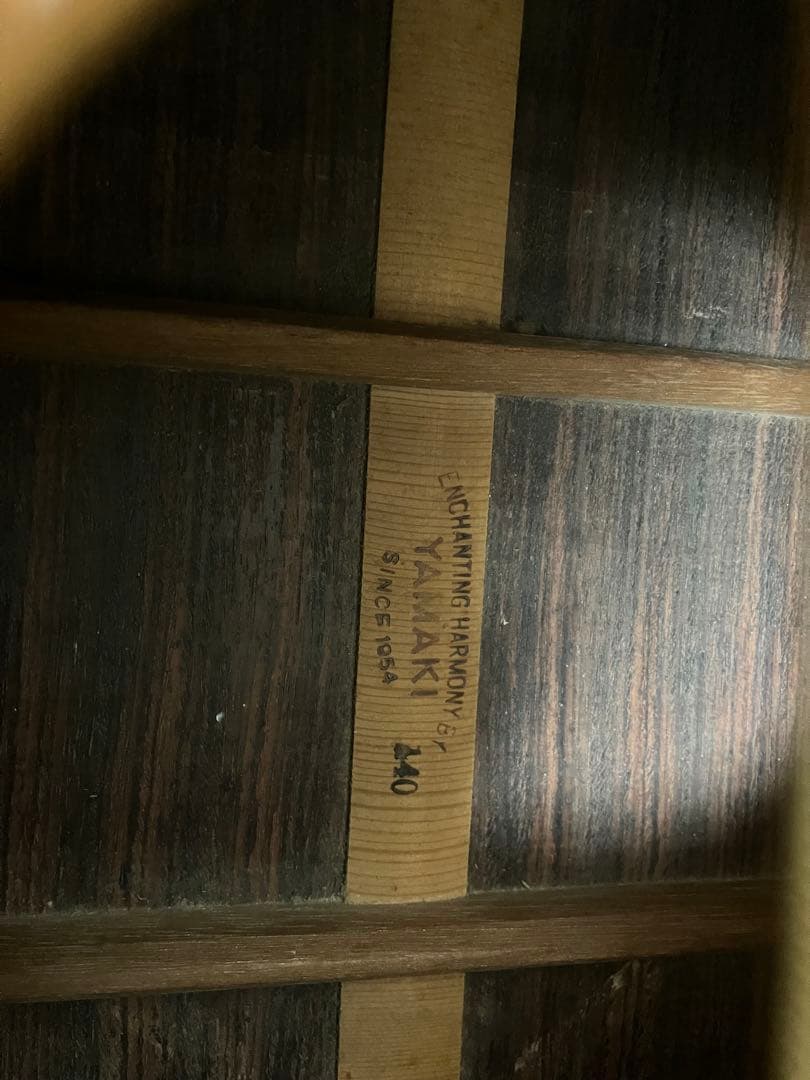 ENCHANTING HARMONY BY
YAMAKI
SINCE 1954
140